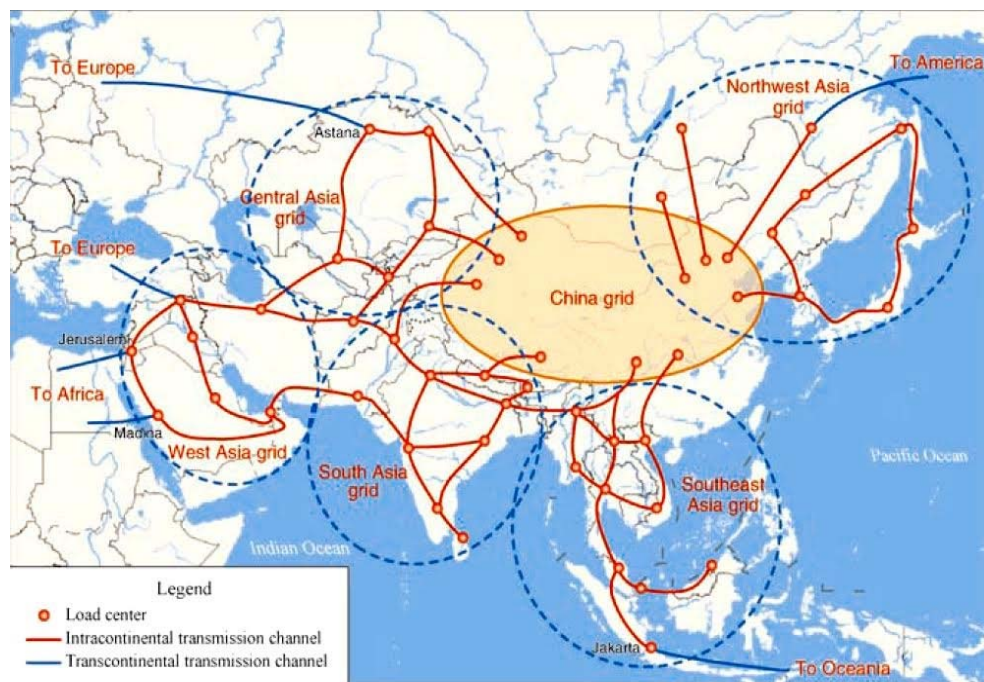 To Europe
To America
Northwest Asia
grid
Astana
Central Asia
grid
To Europe
China grid
Jerusalem
To Africa
Madina
West Asia grid
South Asia
grid
Southeast
Asia grid
Pacific Ocean
Indian Ocean
Legend
Load center
Intracontinental transmission channel
Transcontinental transmission channel
Jakarta
To Oceania